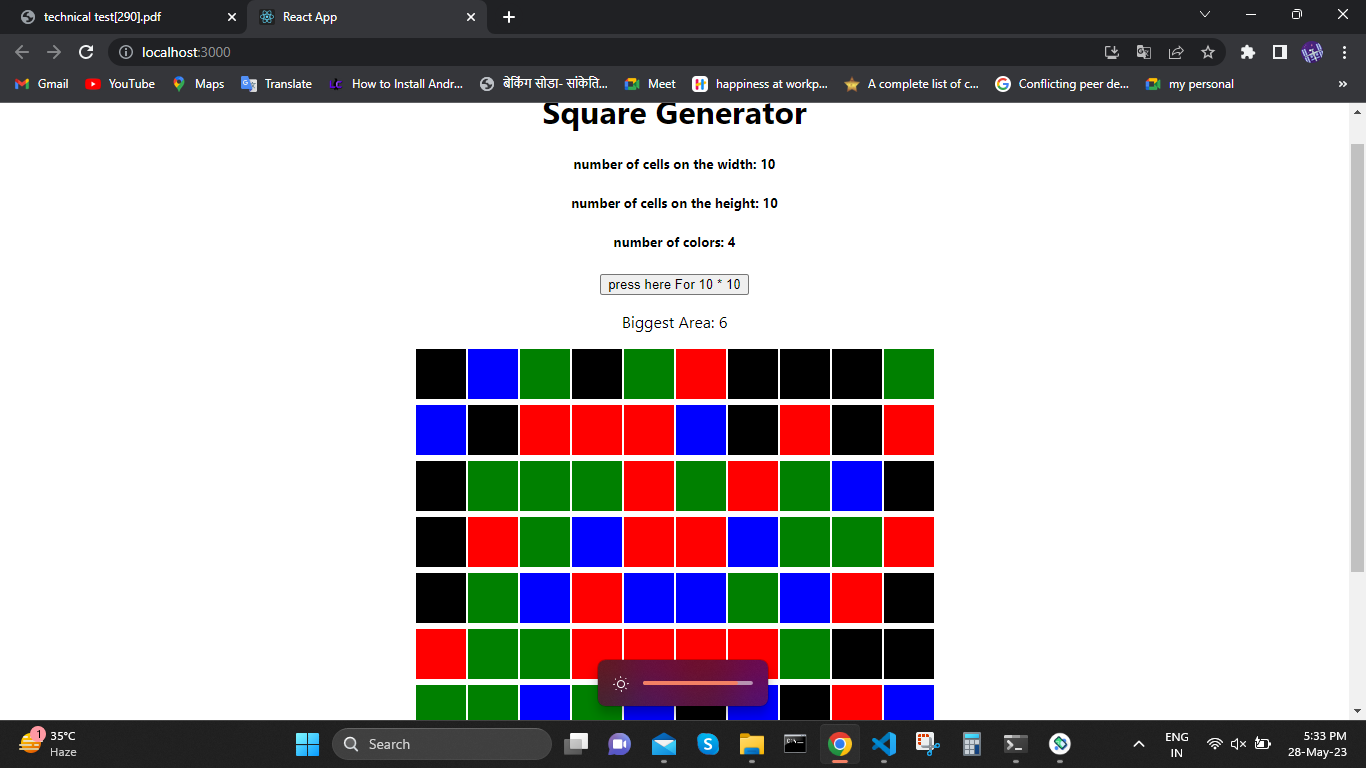 technical test[290].pdf
React App
localhost:3000
Gmail
YouTube
Maps
Translate
How to Install Andr...
बेकिंग सोडा- सांकेति...
Meet
happiness at workp...
A complete list of c...
Conflicting peer de...
my personal
»
Square Generator
number of cells on the width: 10
number of cells on the height: 10
number of colors: 4
press here For 10 * 10
Biggest Area: 6
1
35°C
Haze
Search
ENG
IN
5:33 PM
28-May-23